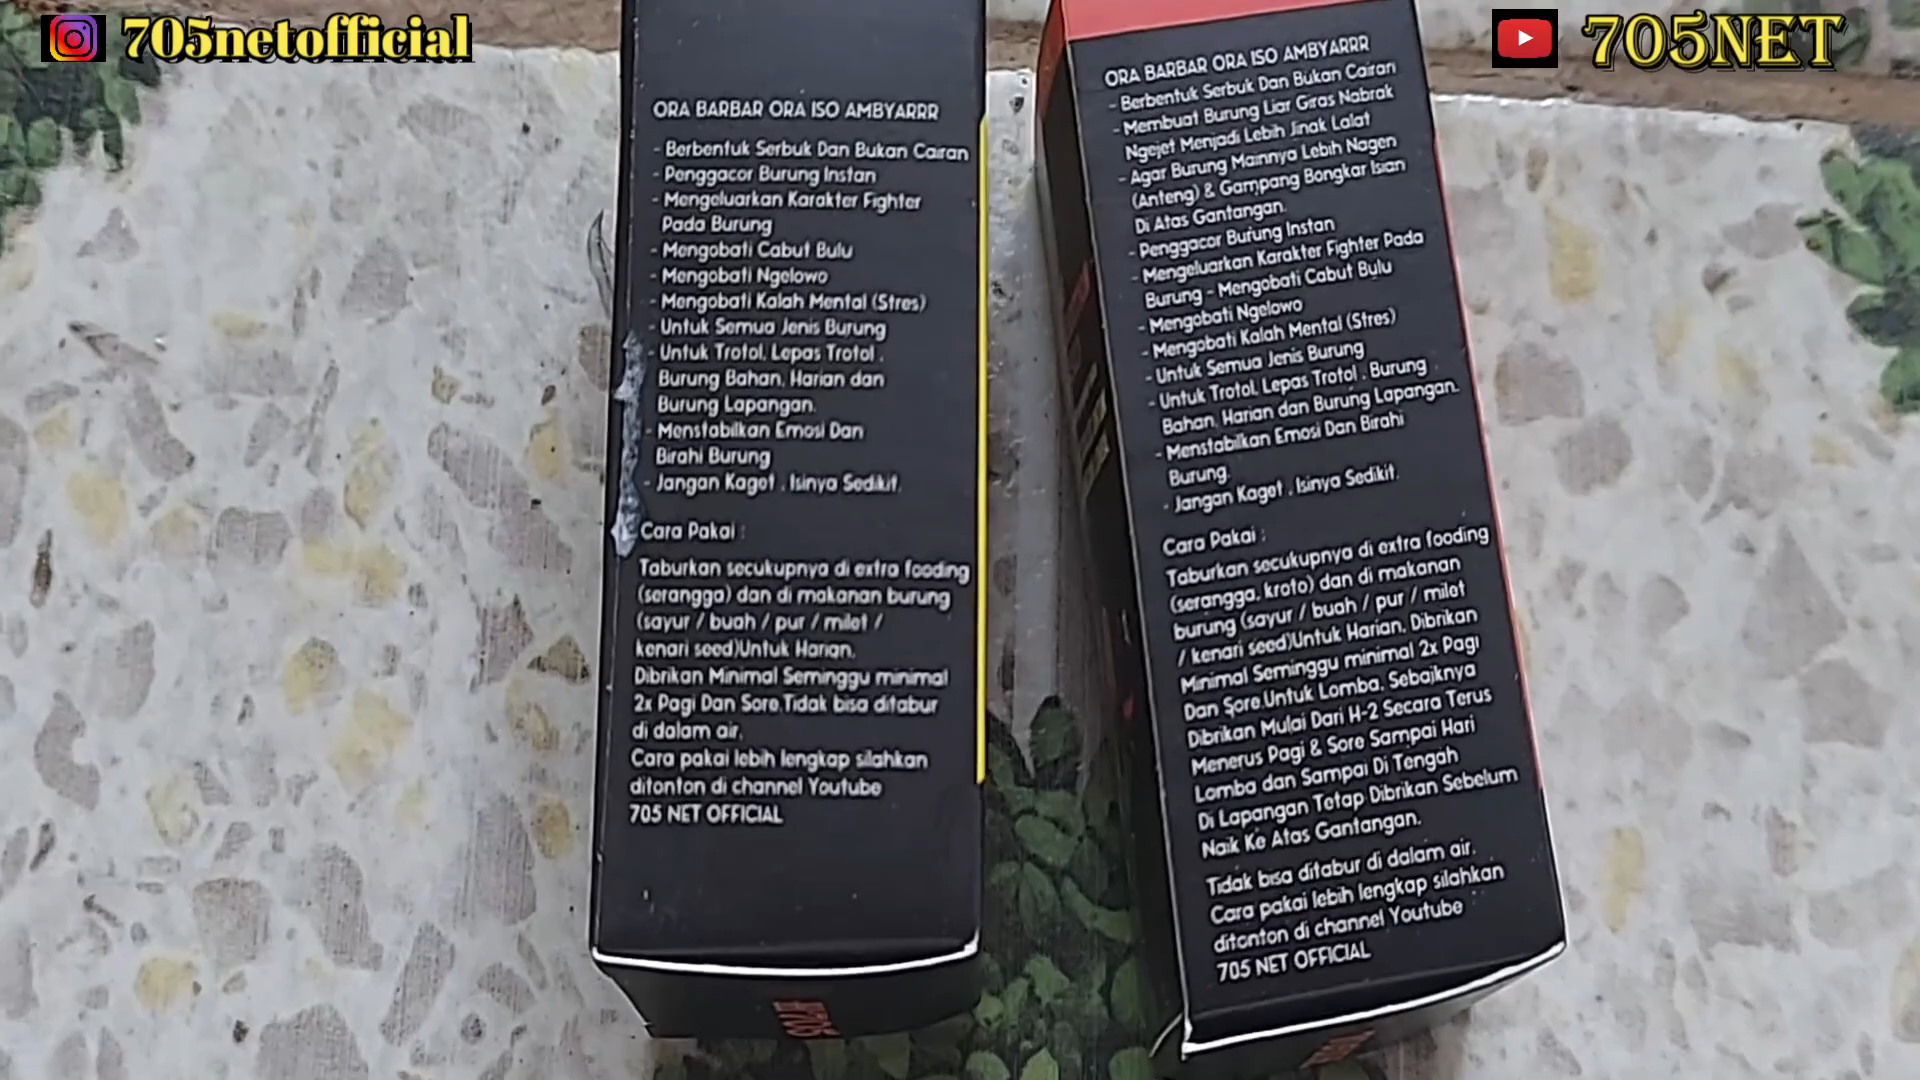 705netofficial
705NET
ORA BARBAR ORA ISO AMBYARRR
- Berbentuk Serbuk Dan Bukan Cairan
- Penggacor Burung Instan
- Mengeluarkan Karakter Fighter
Pada Burung
- Mengobati Cabut Bulu
- Mengobati Ngelowo
- Mengobati Kalah Mental (Stres)
- Untuk Semua Jenis Burung
- Untuk Trotol, Lepas Trotol ,
Burung Bahan, Harian dan
Burung Lapangan.
- Menstabilkan Emosi Dan
Birahi Burung
- Jangan Kaget , Isinya Sedikit.
Cara Pakai :
Taburkan secukupnya di extra fooding
(serangga) dan di makanan burung
(sayur / buah / pur / milet /
kenari seed)Untuk Harian,
Dibrikan Minimal Seminggu minimal
2x Pagi Dan Sore.Tidak bisa ditabur
di dalam air,
Cara pakai lebih lengkap silahkan
ditonton di channel Youtube
705 NET OFFICIAL
ORA BARBAR ORA ISO AMBYARRR
- Berbentuk Serbuk Dan Bukan Cairan
- Membuat Burung Liar Giras Nabrak
Ngejet Menjadi Lebih Jinak Lalat
- Agar Burung Mainnya Lebih Nagen
(Anteng) & Gampang Bongkar Isian
Di Atas Gantangan.
- Penggacor Burung Instan
- Mengeluarkan Karakter Fighter Pada
Burung - Mengobati Cabut Bulu
- Mengobati Ngelowo
- Mengobati Kalah Mental (Stres)
- Untuk Semua Jenis Burung
- Untuk Trotol, Lepas Trotol , Burung
Bahan, Harian dan Burung Lapangan.
- Menstabilkan Emosi Dan Birahi
Burung.
- Jangan Kaget , Isinya Sedikit.
Cara Pakai :
Taburkan secukupnya di extra fooding
(serangga, kroto) dan di makanan
burung (sayur / buah / pur / milet
/ kenari seed)Untuk Harian, Dibrikan
Minimal Seminggu minimal 2x Pagi
Dan Sore.Untuk Lomba, Sebaiknya
Dibrikan Mulai Dari H-2 Secara Terus
Menerus Pagi & Sore Sampai Hari
Lomba dan Sampai Di Tengah
Di Lapangan Tetap Dibrikan Sebelum
Naik Ke Atas Gantangan.
Tidak bisa ditabur di dalam air.
Cara pakai lebih lengkap silahkan
ditonton di channel Youtube
705 NET OFFICIAL